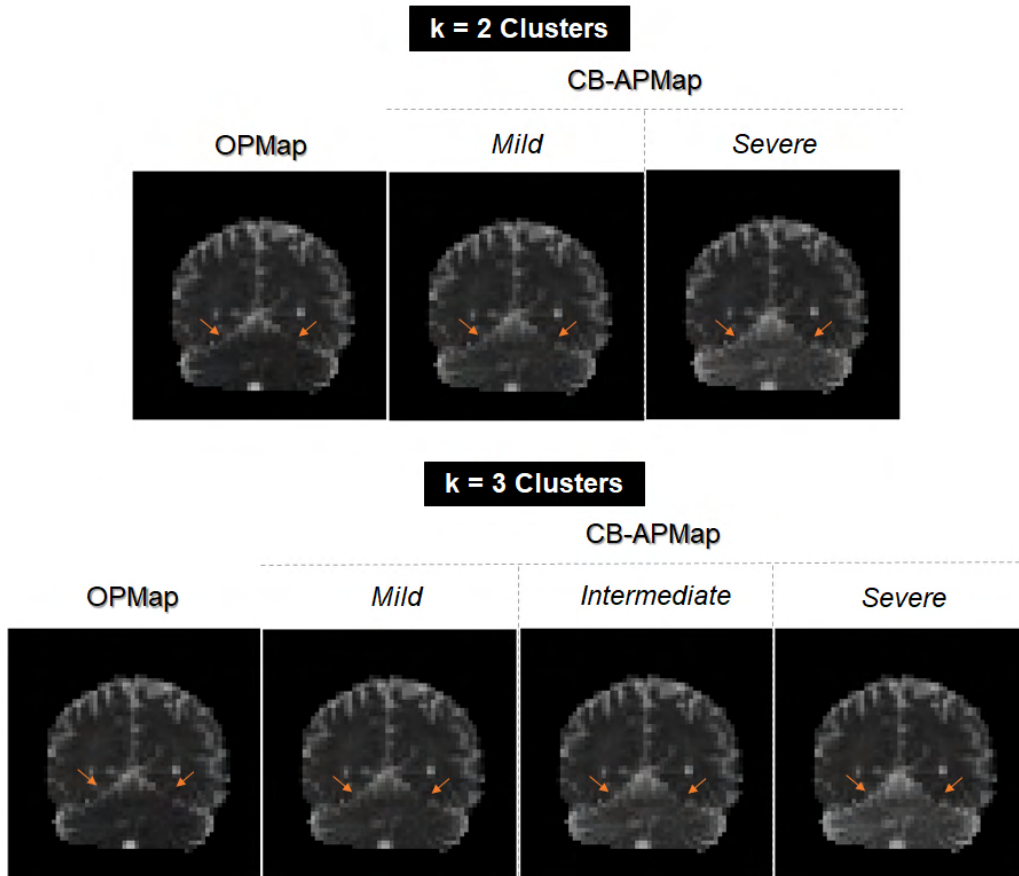 k = 2 Clusters
CB-APMap
OPMap
Mild
Severe
k = 3 Clusters
CB-APMap
OPMap
Mild
Intermediate
Severe